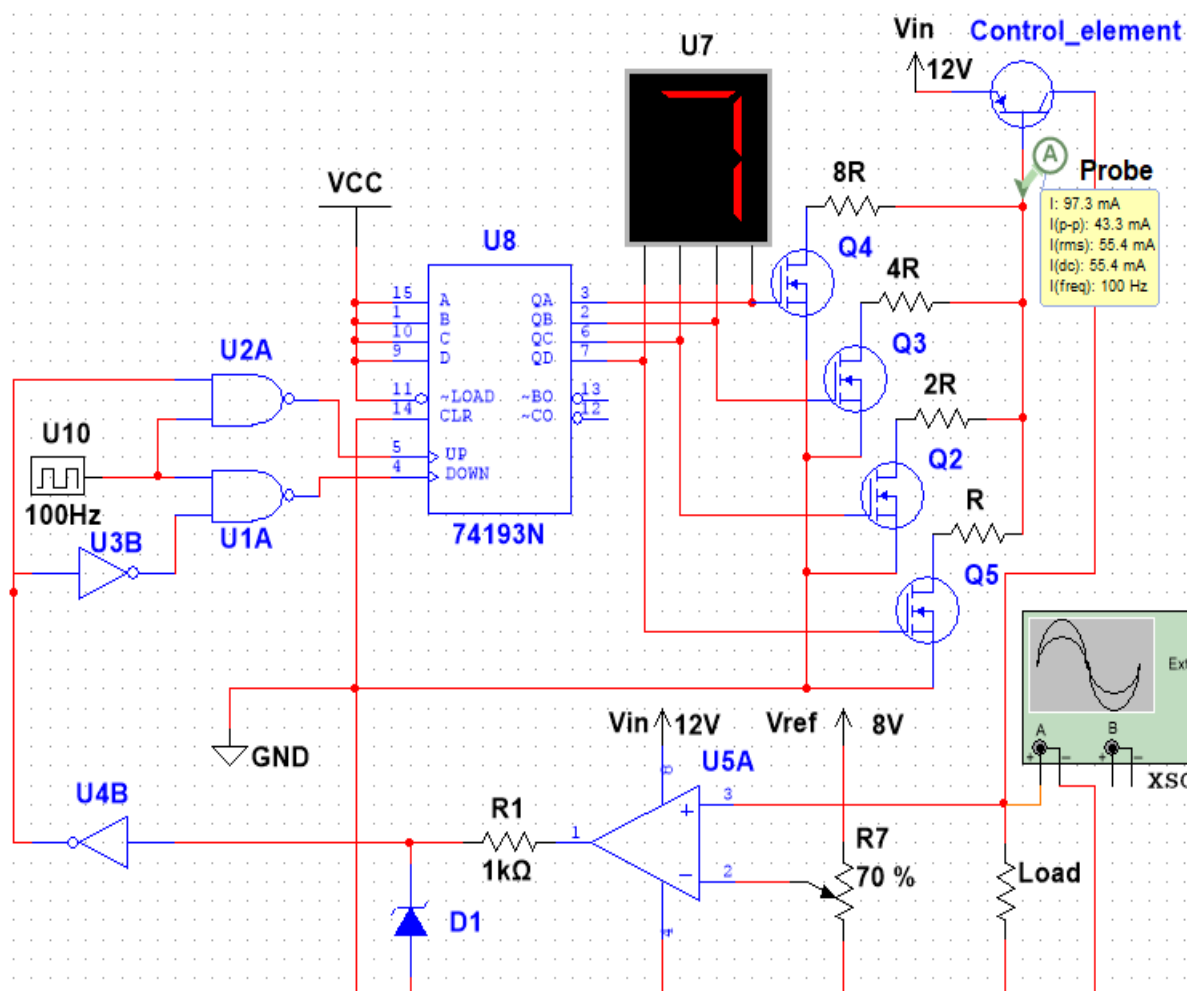 Vin
Control_element
12V
U7
7
A
Probe
I: 97.3 mA
I(p-p): 43.3 mA
I(rms): 55.4 mA
I(dc): 55.4 mA
I(freq): 100 Hz
8R
Q4
VCC
U8
15
A
QA
3
1
B
QB
2
10
C
QC
6
9
D
QD
7
11
~LOAD
~BO
13
14
CLR
~CO
12
5
UP
4
DOWN
74193N
4R
Q3
2R
Q2
R
Q5
U2A
U10
100Hz
U1A
U3B
GND
Ext
A
B
+
–
+
–
XSC
Vin
12V
Vref
8V
U5A
8
3
+
1
2
–
4
R7
70 %
Load
U4B
R1
1kΩ
D1